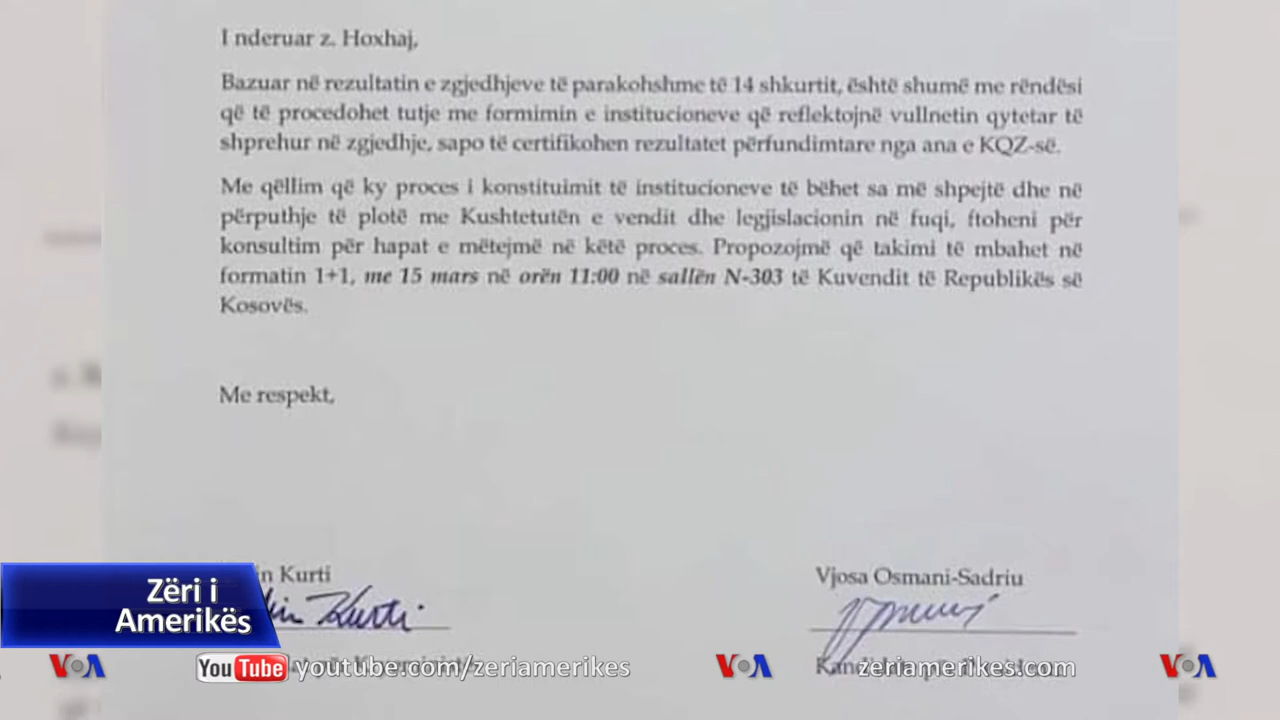 I nderuar z. Hoxhaj,
Bazuar në rezultatin e zgjedhjeve të parakohshme të 14 shkurtit, është shumë me rëndësi
që të procedohet tutje me formimin e institucioneve që reflektojnë vullnetin qytetar të
shprehur në zgjedhje, sapo të certifikohen rezultatet përfundimtare nga ana e KQZ-së.
Me qëllim që ky proces i konstituimit të institucioneve të bëhet sa më shpejtë dhe në
përputhje të plotë me Kushtetutën e vendit dhe legjislacionin në fuqi, ftoheni për
konsultim për hapat e mëtejmë në këtë proces. Propozojmë që takimi të mbahet në
formatin 1+1, me 15 mars në orën 11:00 në sallën N-303 të Kuvendit të Republikës së
Kosovës.
Me respekt,
Kurti
Vjosa Osmani-Sadriu
Kurti
Zëri i
Amerikës
VOA
YouTube youtube.com/zeriamerikes
VOA
zeriamerikes.com
VOA